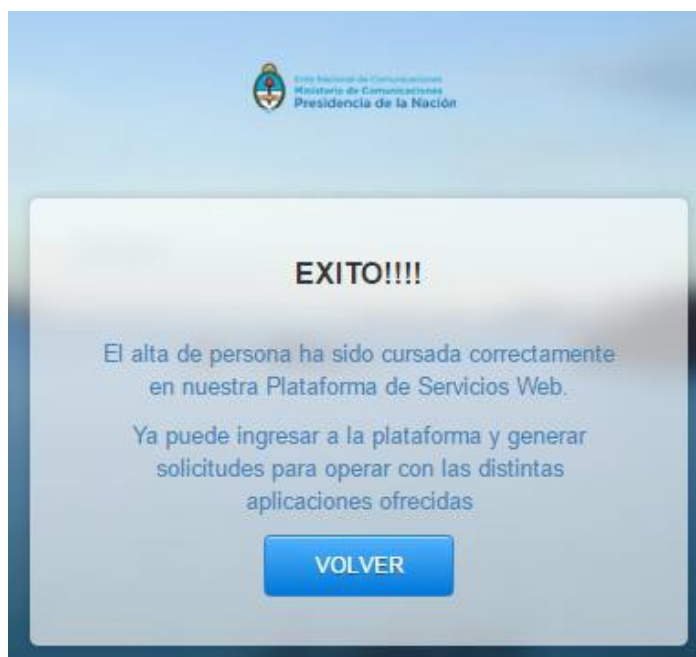 Ente Nacional de Comunicaciones
Ministerio de Comunicaciones
Presidencia de la Nación
EXITO!!!!
El alta de persona ha sido cursada correctamente
en nuestra Plataforma de Servicios Web.
Ya puede ingresar a la plataforma y generar
solicitudes para operar con las distintas
aplicaciones ofrecidas
VOLVER